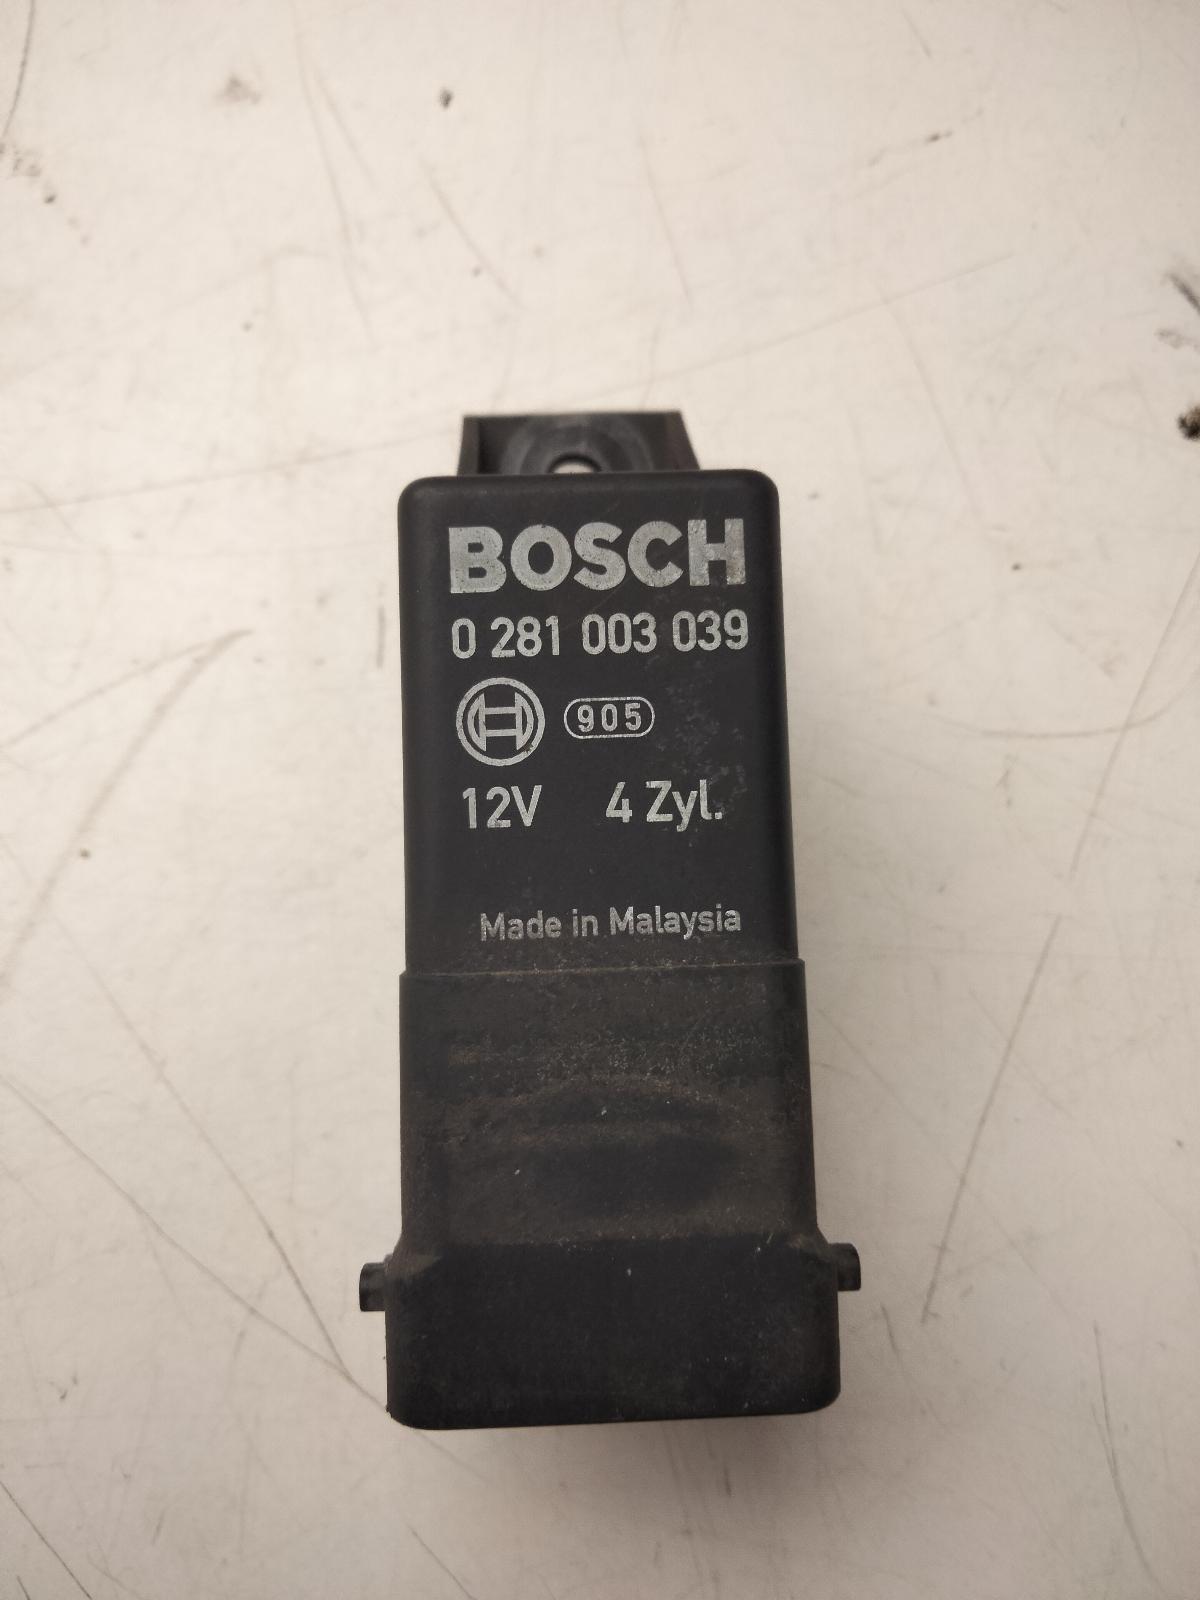 BOSCH
0 281 003 039
905
12V 4 Zyl.
Made in Malaysia